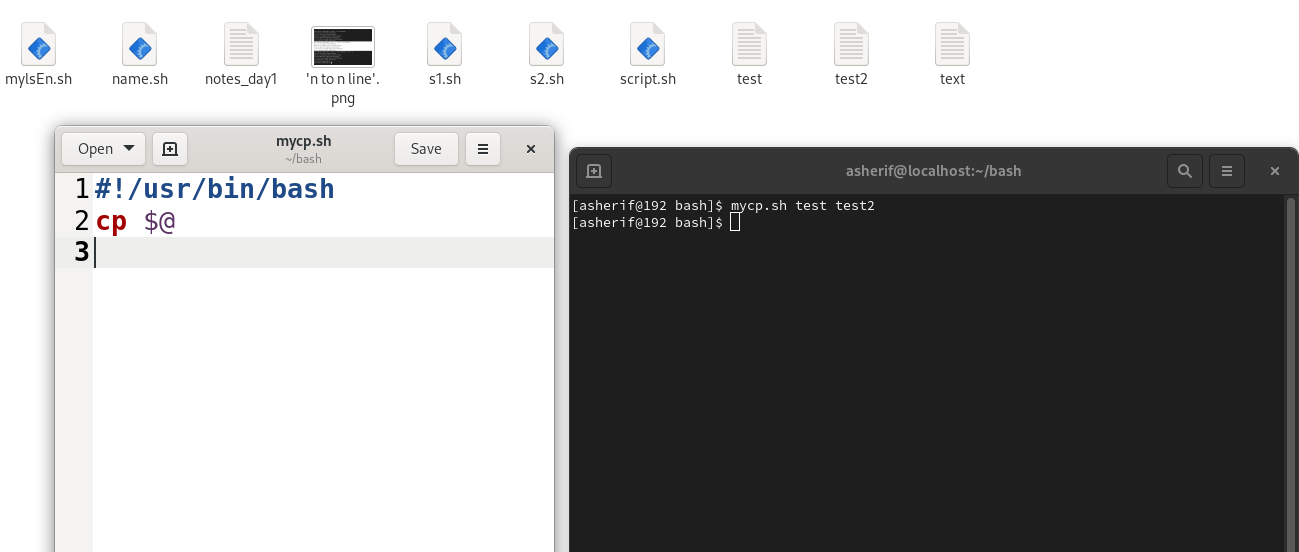 mylsEn.sh
name.sh
notes_day1
'n to n line'.
png
s1.sh
s2.sh
script.sh
test
test2
text
Open
mycp.sh
~/bash
Save
1 #!/usr/bin/bash
2 cp $@
3
asherif@localhost:~/bash
[asherif@192 bash]$ mycp.sh test test2
[asherif@192 bash]$